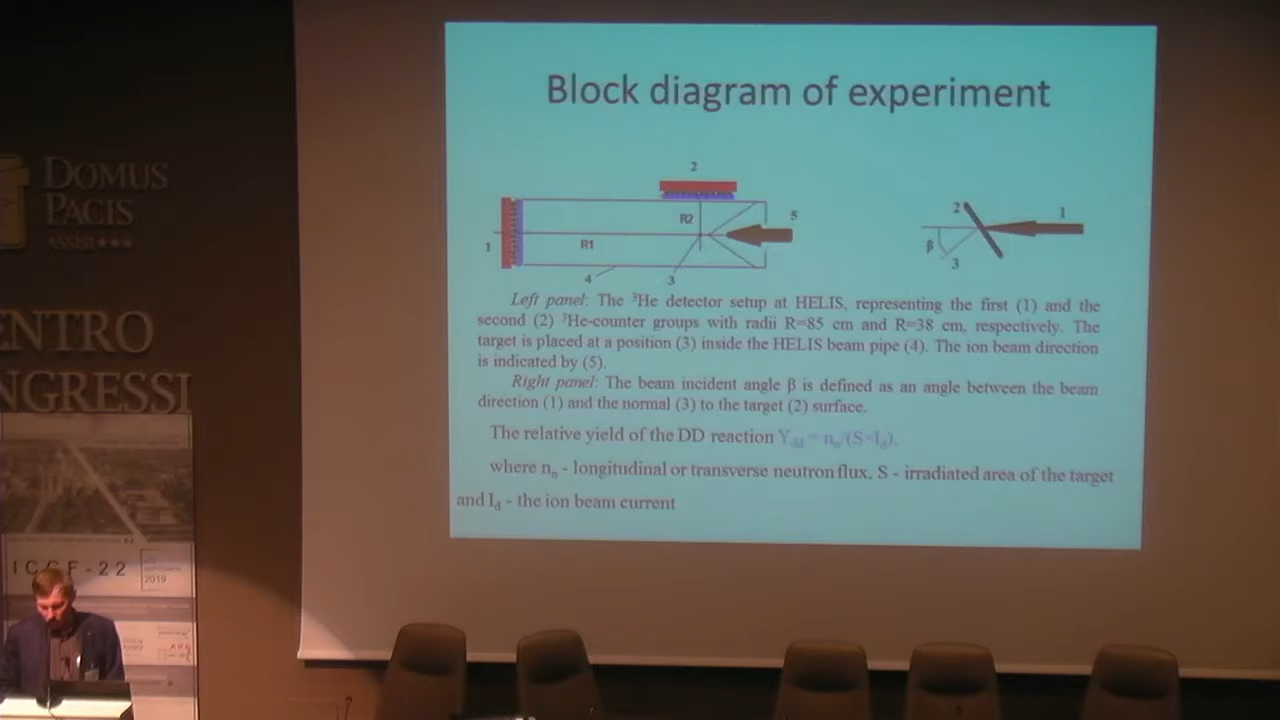 DOMUS
PACIS
ASSISI★★★
ENTRO
NGRESSI
ICCF-22
2019
Block diagram of experiment
2
R2
5
1
R1
4
3
2
1
β
3
Left panel: The ³He detector setup at HELIS, representing the first (1) and the
second (2) ³He-counter groups with radii R=85 cm and R=38 cm, respectively. The
target is placed at a position (3) inside the HELIS beam pipe (4). The ion beam direction
is indicated by (5).
Right panel: The beam incident angle β is defined as an angle between the beam
direction (1) and the normal (3) to the target (2) surface.
The relative yield of the DD reaction Y_dd = n_n/(S·I_d),
where n_n - longitudinal or transverse neutron flux, S - irradiated area of the target
and I_d - the ion beam current